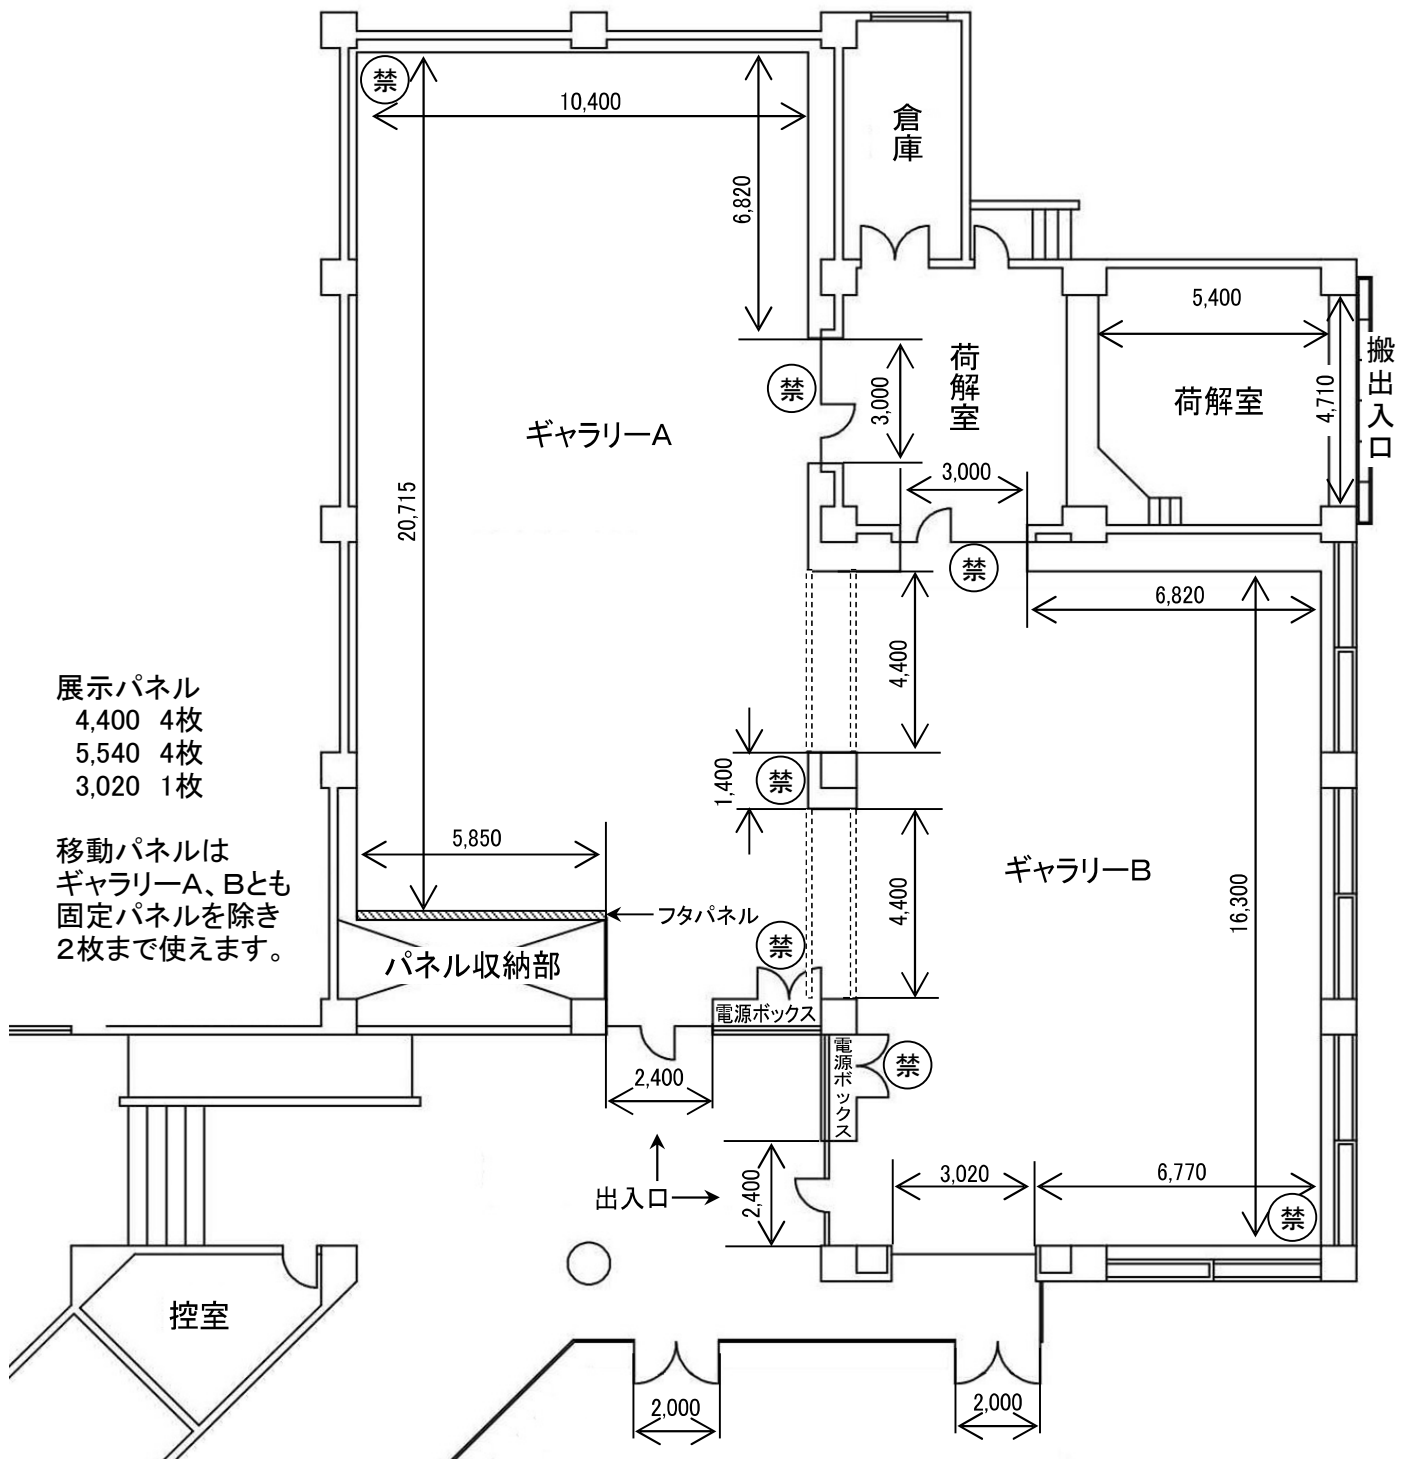 禁
10,400
倉庫
6,820
20,715
5,400
搬出入口
荷解室
禁
3,000
4,710
荷解室
ギャラリーA
3,000
禁
6,820
4,400
展示パネル
4,400 4枚
5,540 4枚
3,020 1枚
1,400
禁
移動パネルは
ギャラリーA、Bとも
固定パネルを除き
2枚まで使えます。
5,850
ギャラリーB
16,300
4,400
フタパネル
禁
パネル収納部
電源ボックス
電源ボックス
禁
2,400
出入口
2,400
3,020
6,770
禁
控室
2,000
2,000